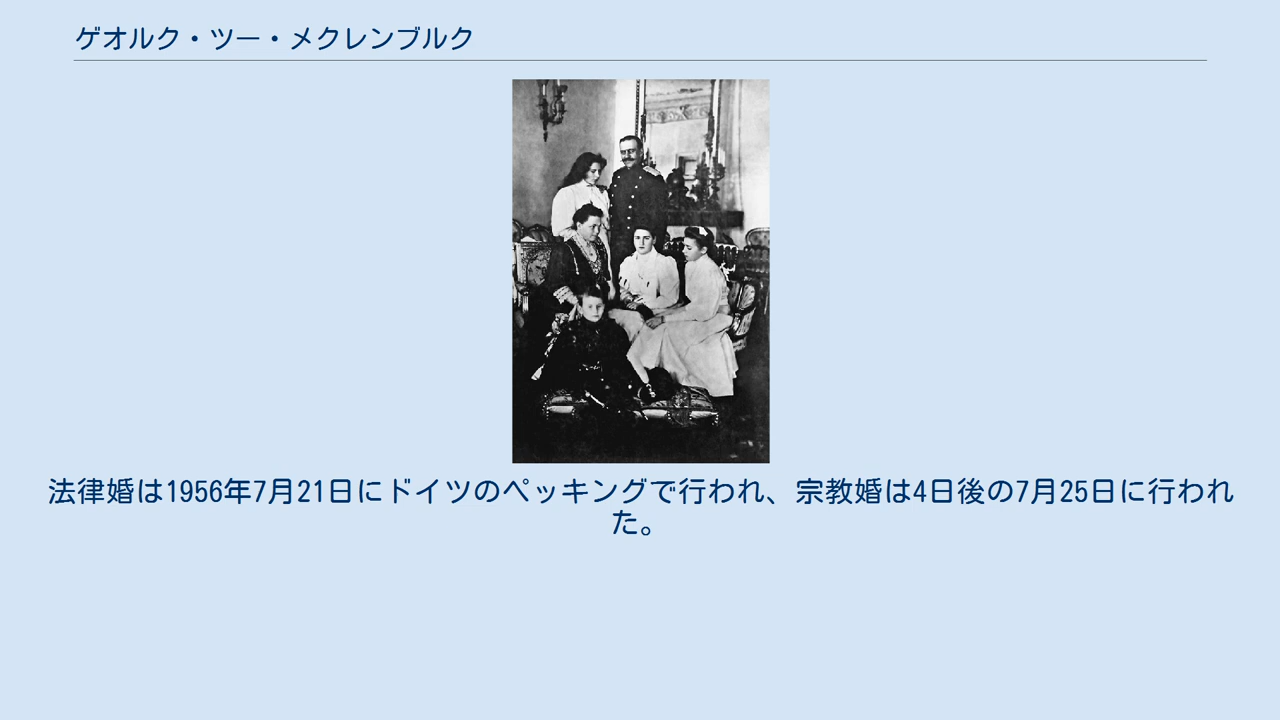 ゲオルク・ツー・メクレンブルク
法律婚は1956年7月21日にドイツのペッキングで行われ、宗教婚は4日後の7月25日に行われ
た。